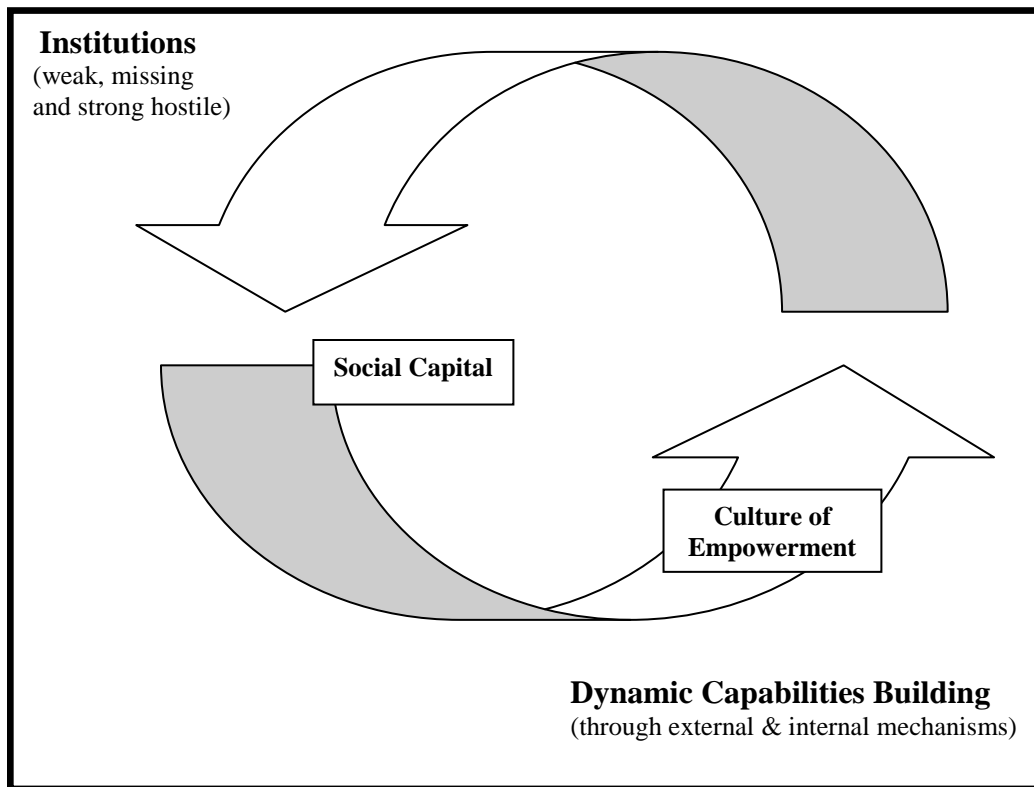 Institutions
(weak, missing
and strong hostile)
Social Capital
Culture of
Empowerment
Dynamic Capabilities Building
(through external & internal mechanisms)